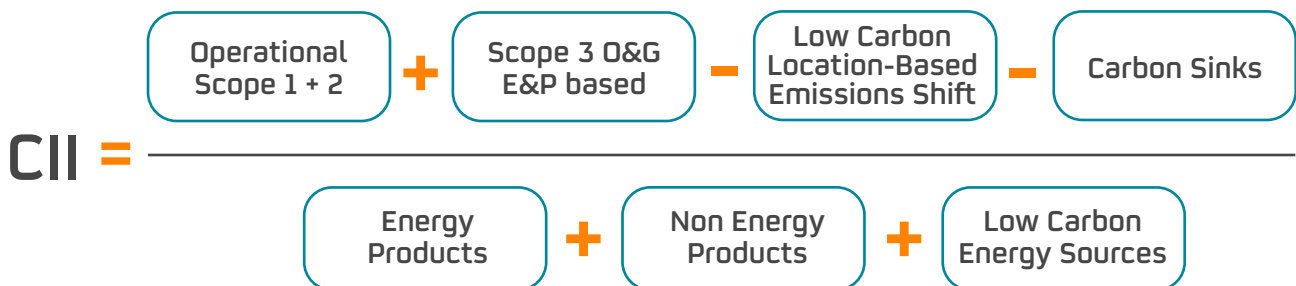 Operational
Scope 1 + 2
+
Scope 3 O&G
E&P based
-
Low Carbon
Location-Based
Emissions Shift
-
Carbon Sinks
CII =
Energy
Products
+
Non Energy
Products
+
Low Carbon
Energy Sources